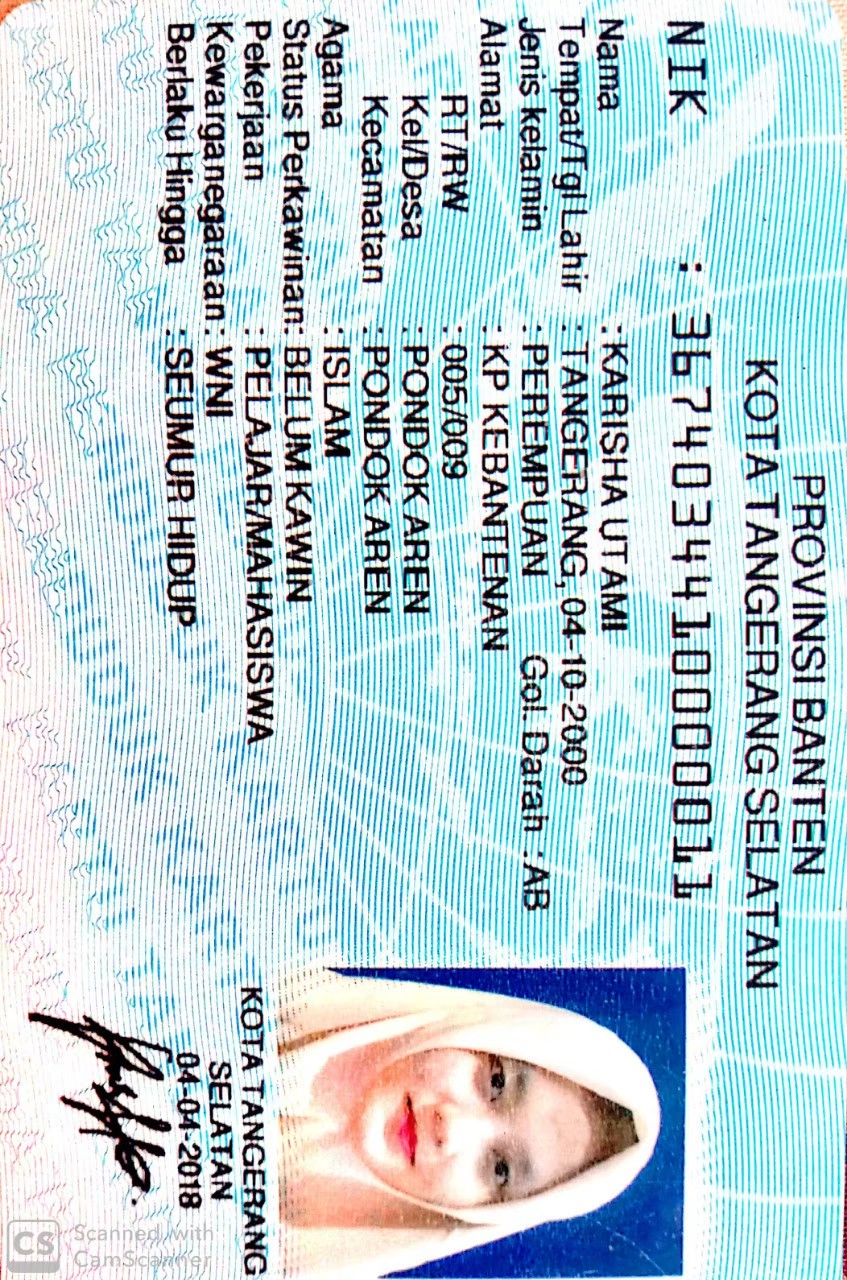 PROVINSI BANTEN
KOTA TANGERANG SELATAN
NIK : 3674034410000011
Nama : KARISHA UTAMI
Tempat/Tgl Lahir : TANGERANG, 04-10-2000
Jenis kelamin : PEREMPUAN Gol. Darah : AB
Alamat : KP KEBANTENAN
RT/RW : 005/009
Kel/Desa : PONDOK AREN
Kecamatan : PONDOK AREN
Agama : ISLAM
Status Perkawinan: BELUM KAWIN
Pekerjaan : PELAJAR/MAHASISWA
Kewarganegaraan: WNI
Berlaku Hingga : SEUMUR HIDUP
KOTA TANGERANG
SELATAN
04-04-2018
CS Scanned with
CamScanner